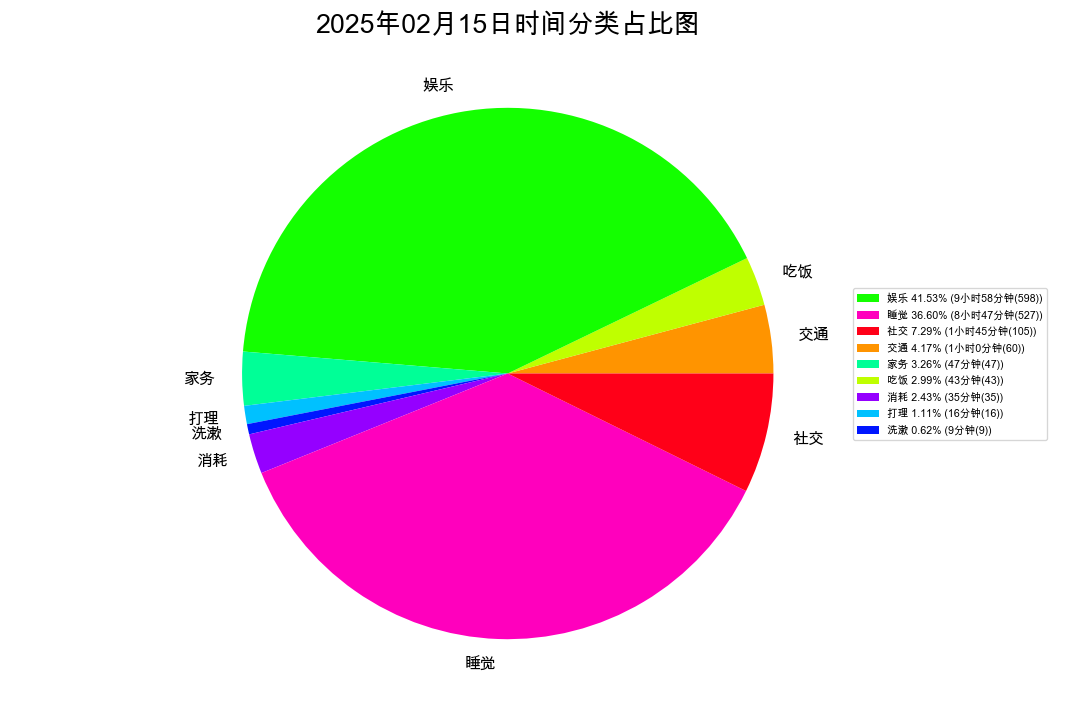 2025年02月15日时间分类占比图
娱乐
吃饭
交通
家务
打理
洗漱
消耗
社交
睡觉
娱乐 41.53% (9小时58分钟(598))
睡觉 36.60% (8小时47分钟(527))
社交 7.29% (1小时45分钟(105))
交通 4.17% (1小时0分钟(60))
家务 3.26% (47分钟(47))
吃饭 2.99% (43分钟(43))
消耗 2.43% (35分钟(35))
打理 1.11% (16分钟(16))
洗漱 0.62% (9分钟(9))